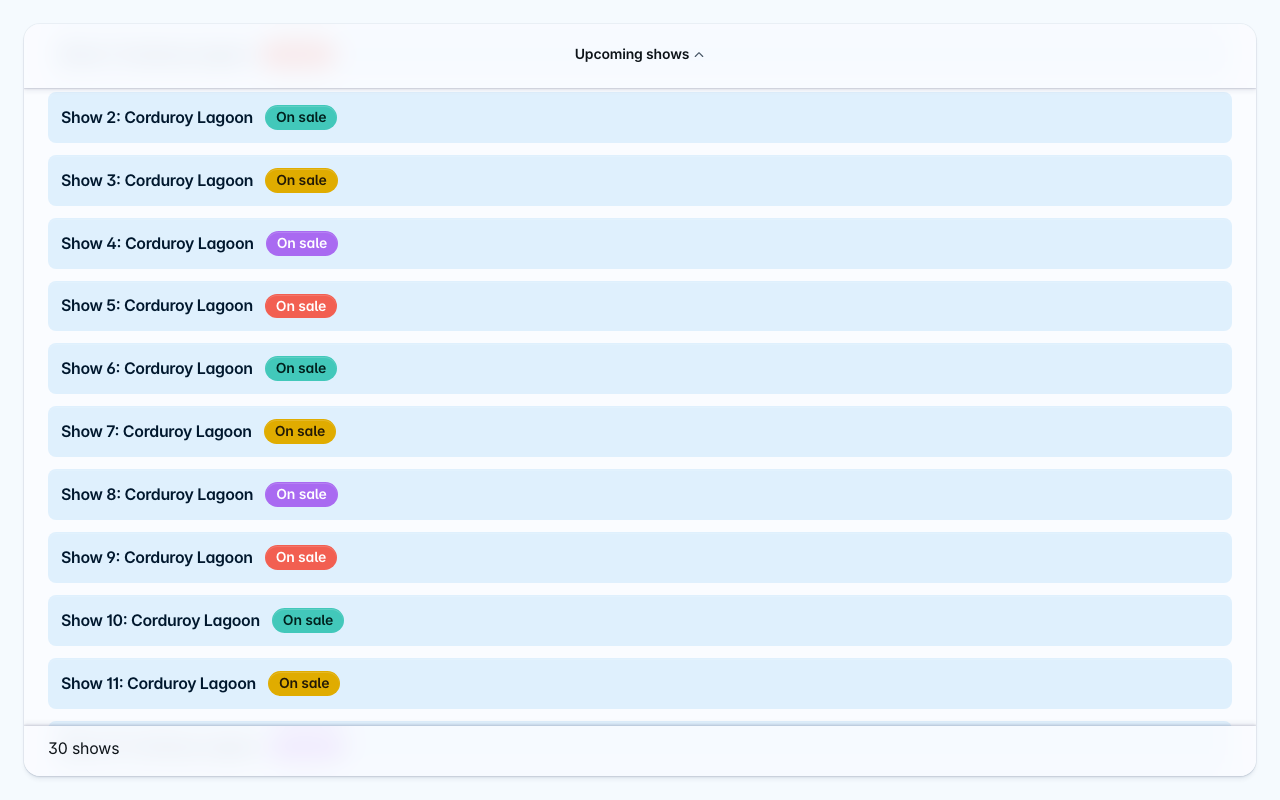 Upcoming shows
Show 2: Corduroy Lagoon On sale
Show 3: Corduroy Lagoon On sale
Show 4: Corduroy Lagoon On sale
Show 5: Corduroy Lagoon On sale
Show 6: Corduroy Lagoon On sale
Show 7: Corduroy Lagoon On sale
Show 8: Corduroy Lagoon On sale
Show 9: Corduroy Lagoon On sale
Show 10: Corduroy Lagoon On sale
Show 11: Corduroy Lagoon On sale
30 shows